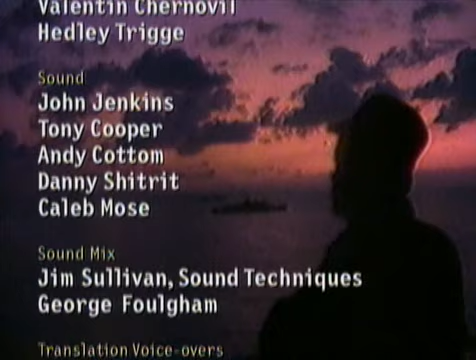 Valentin Chernovil
Hedley Trigge
Sound
John Jenkins
Tony Cooper
Andy Cottom
Danny Shitrit
Caleb Mose
Sound Mix
Jim Sullivan, Sound Techniques
George Foulgham
Translation Voice-overs